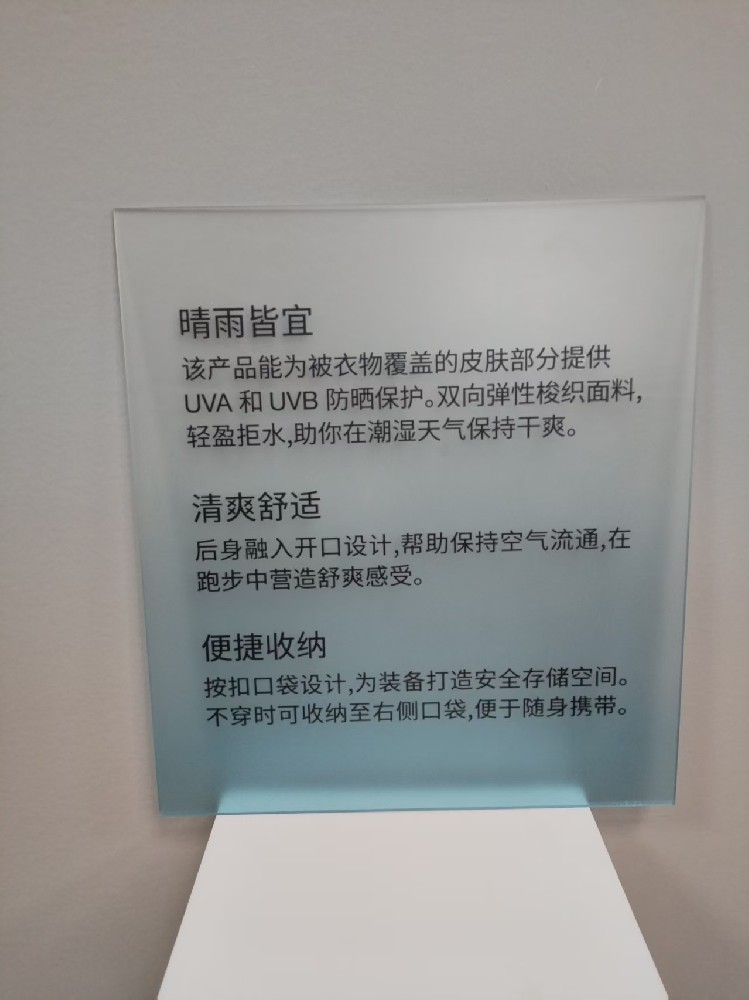 晴雨皆宜
该产品能为被衣物覆盖的皮肤部分提供
UVA 和 UVB 防晒保护。双向弹性梭织面料,
轻盈拒水,助你在潮湿天气保持干爽。
清爽舒适
后身融入开口设计,帮助保持空气流通,在
跑步中营造舒爽感受。
便捷收纳
按扣口袋设计,为装备打造安全存储空间。
不穿时可收纳至右侧口袋,便于随身携带。